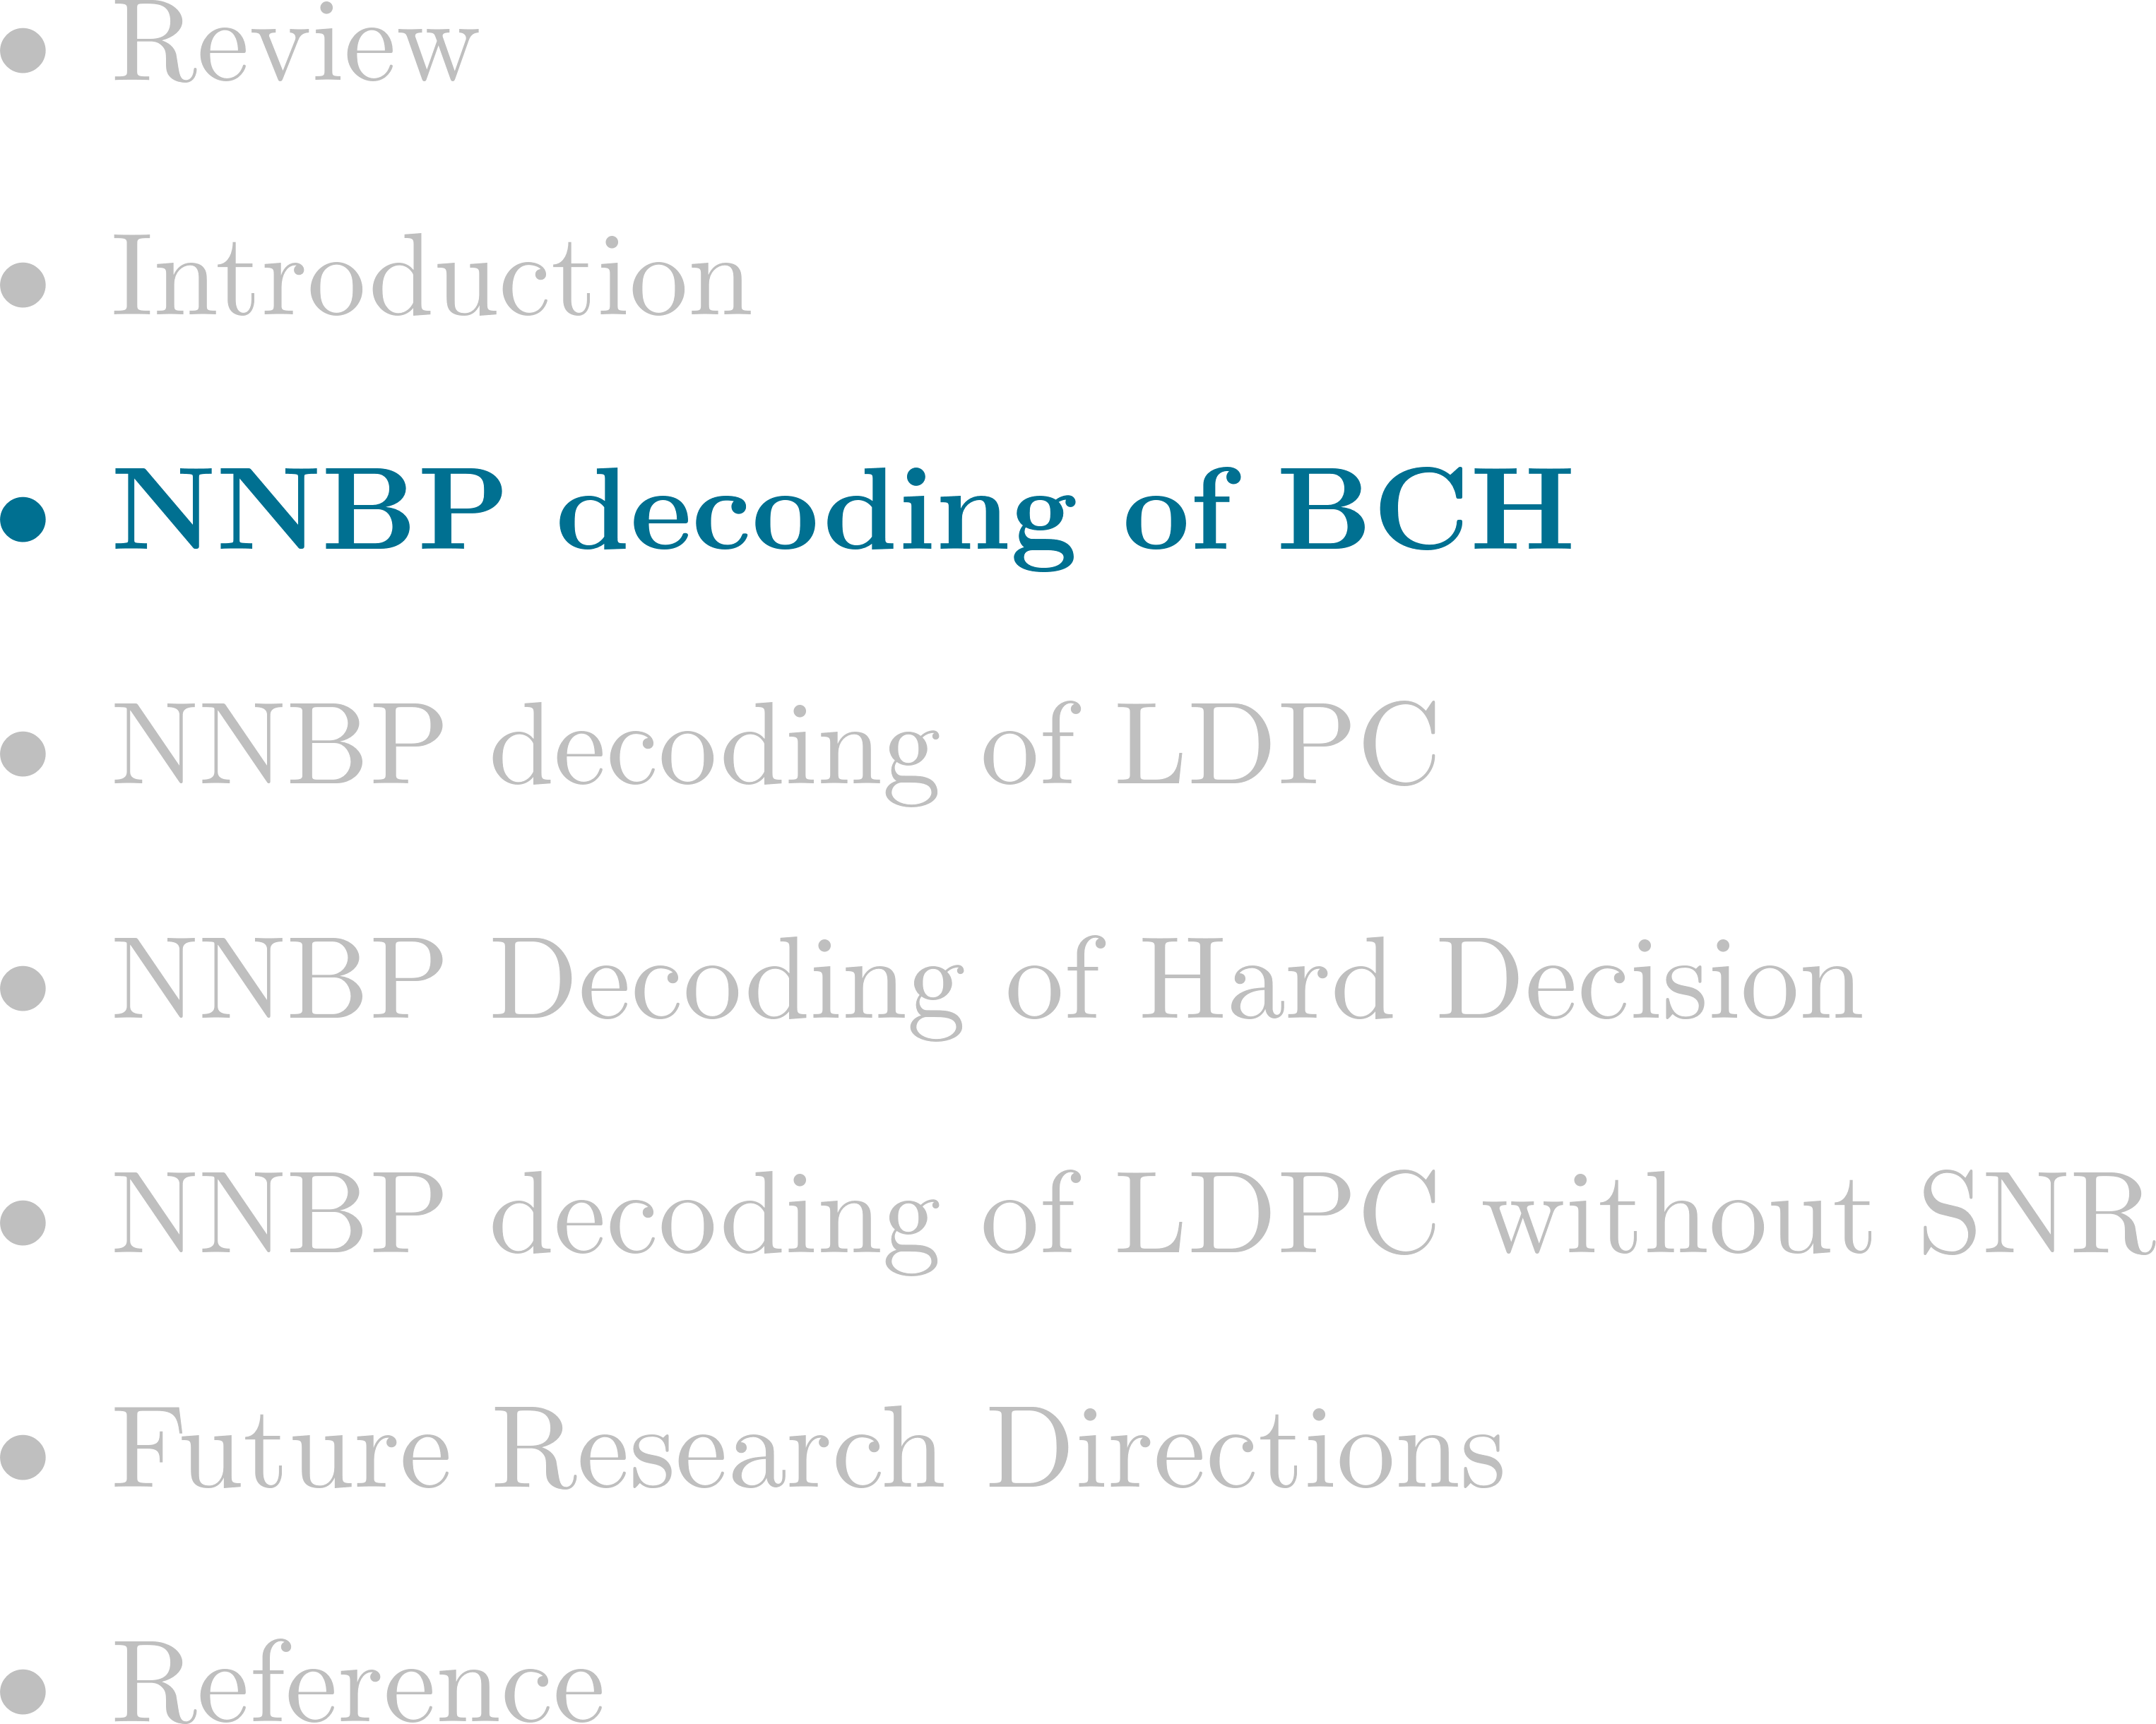 • Review
• Introduction
• NNBP decoding of BCH
• NNBP decoding of LDPC
• NNBP Decoding of Hard Decision
• NNBP decoding of LDPC without SNR
• Future Research Directions
• Reference